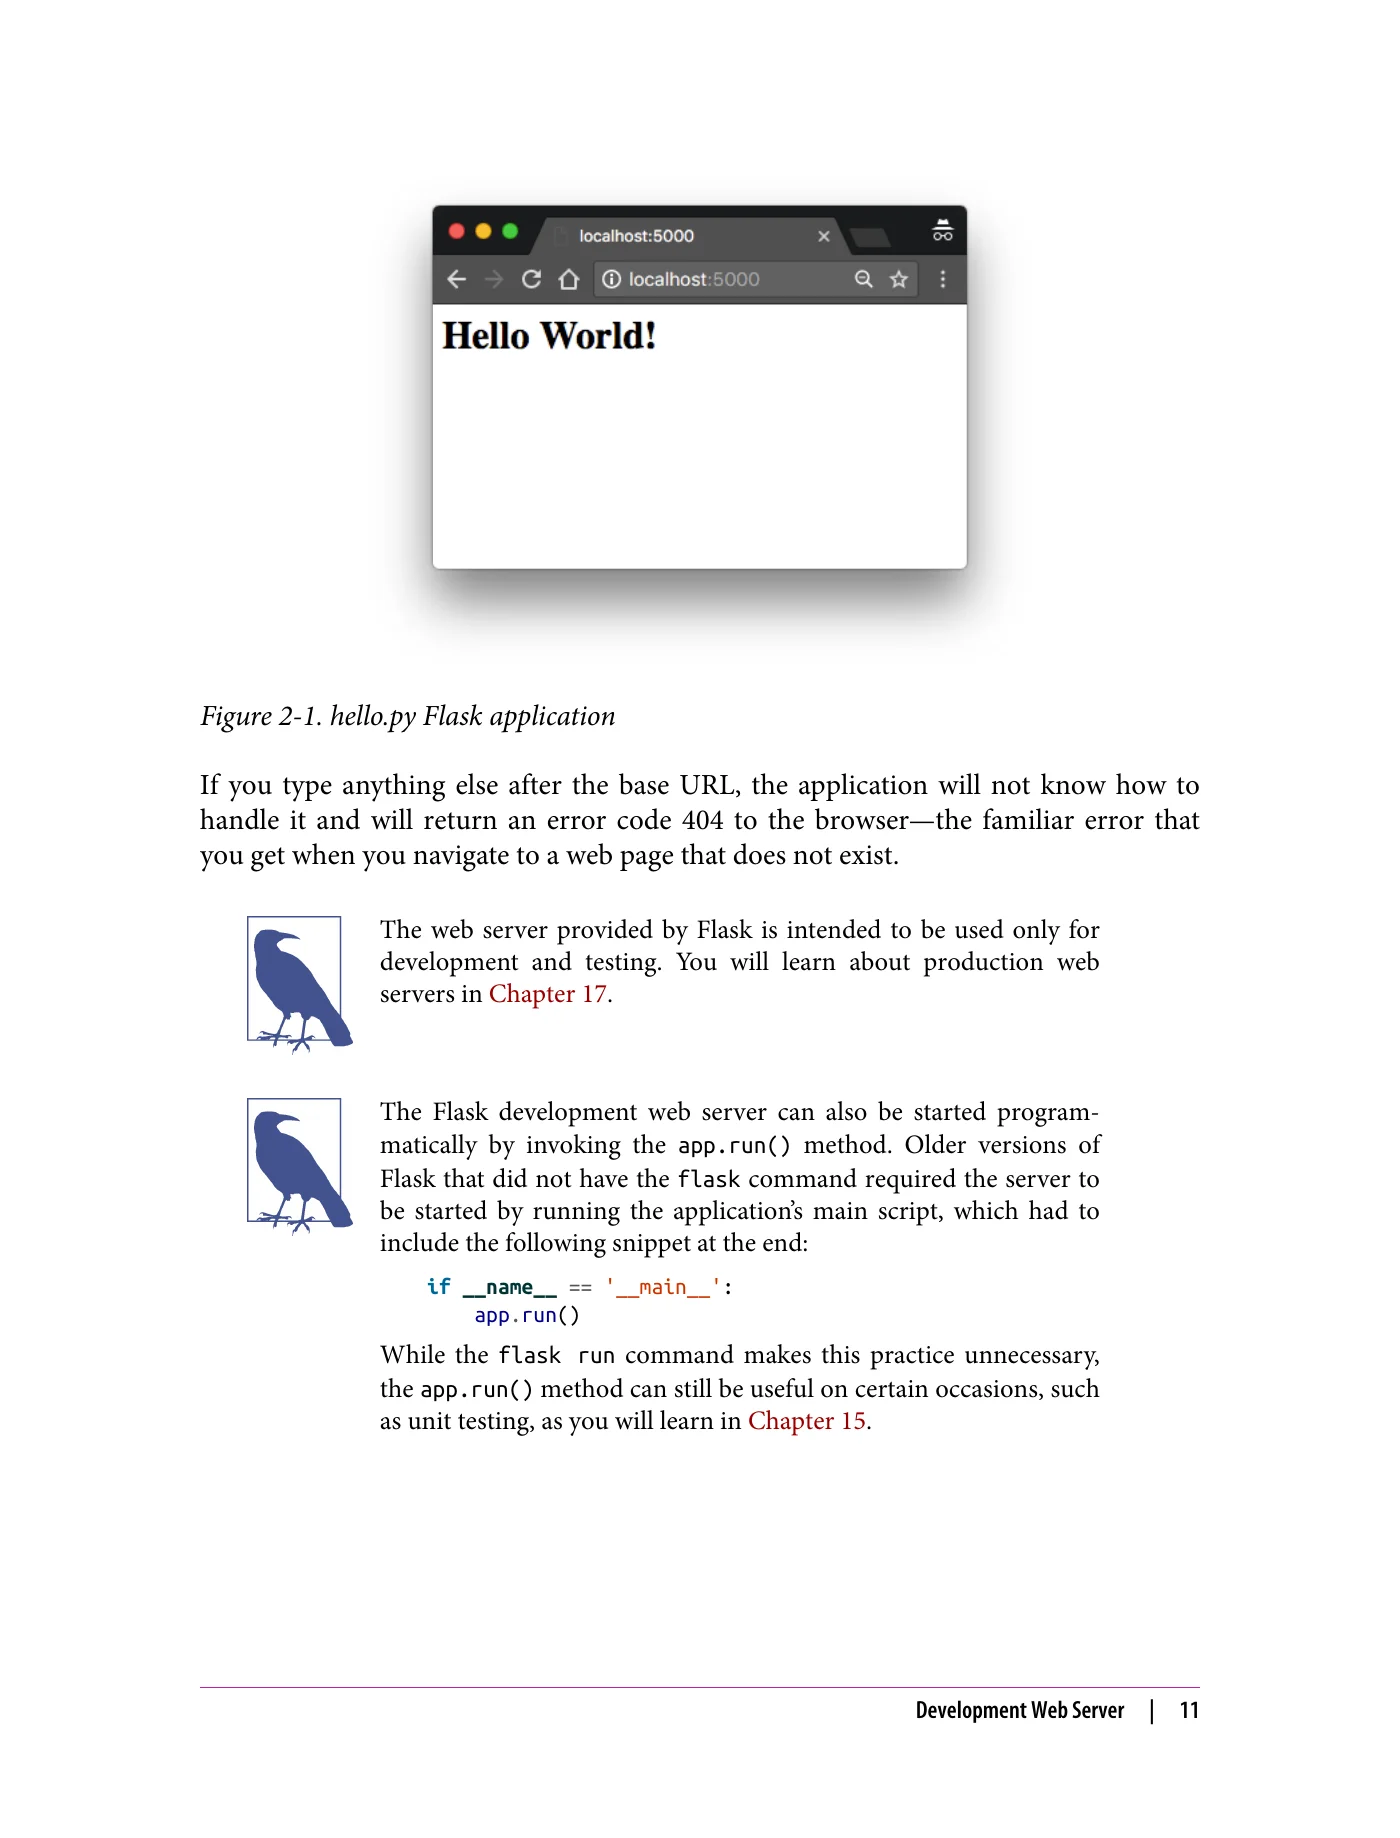 localhost:5000
localhost:5000
Hello World!
Figure 2-1. hello.py Flask application
If you type anything else after the base URL, the application will not know how to
handle it and will return an error code 404 to the browser—the familiar error that
you get when you navigate to a web page that does not exist.
The web server provided by Flask is intended to be used only for
development and testing. You will learn about production web
servers in Chapter 17.
The Flask development web server can also be started program-
matically by invoking the app.run() method. Older versions of
Flask that did not have the flask command required the server to
be started by running the application’s main script, which had to
include the following snippet at the end:
if __name__ == '__main__':
    app.run()
While the flask run command makes this practice unnecessary,
the app.run() method can still be useful on certain occasions, such
as unit testing, as you will learn in Chapter 15.
Development Web Server | 11